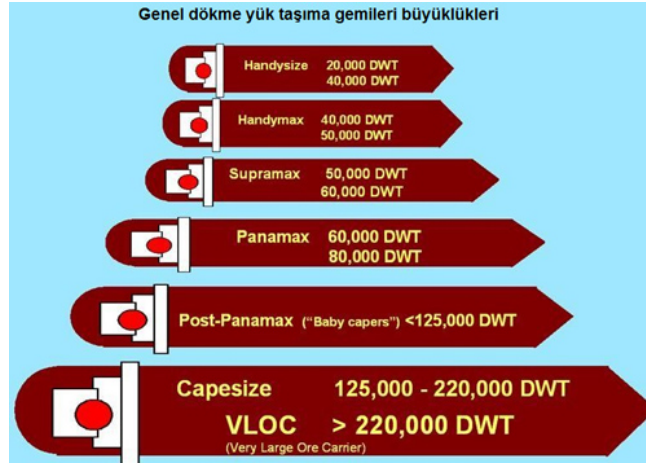 Genel dökme yük taşıma gemileri büyüklükleri
Handysize 20,000 DWT
40,000 DWT
Handymax 40,000 DWT
50,000 DWT
Supramax 50,000 DWT
60,000 DWT
Panamax 60,000 DWT
80,000 DWT
Post-Panamax ("Baby capers") <125,000 DWT
Capesize 125,000 - 220,000 DWT
VLOC > 220,000 DWT
(Very Large Ore Carrier)